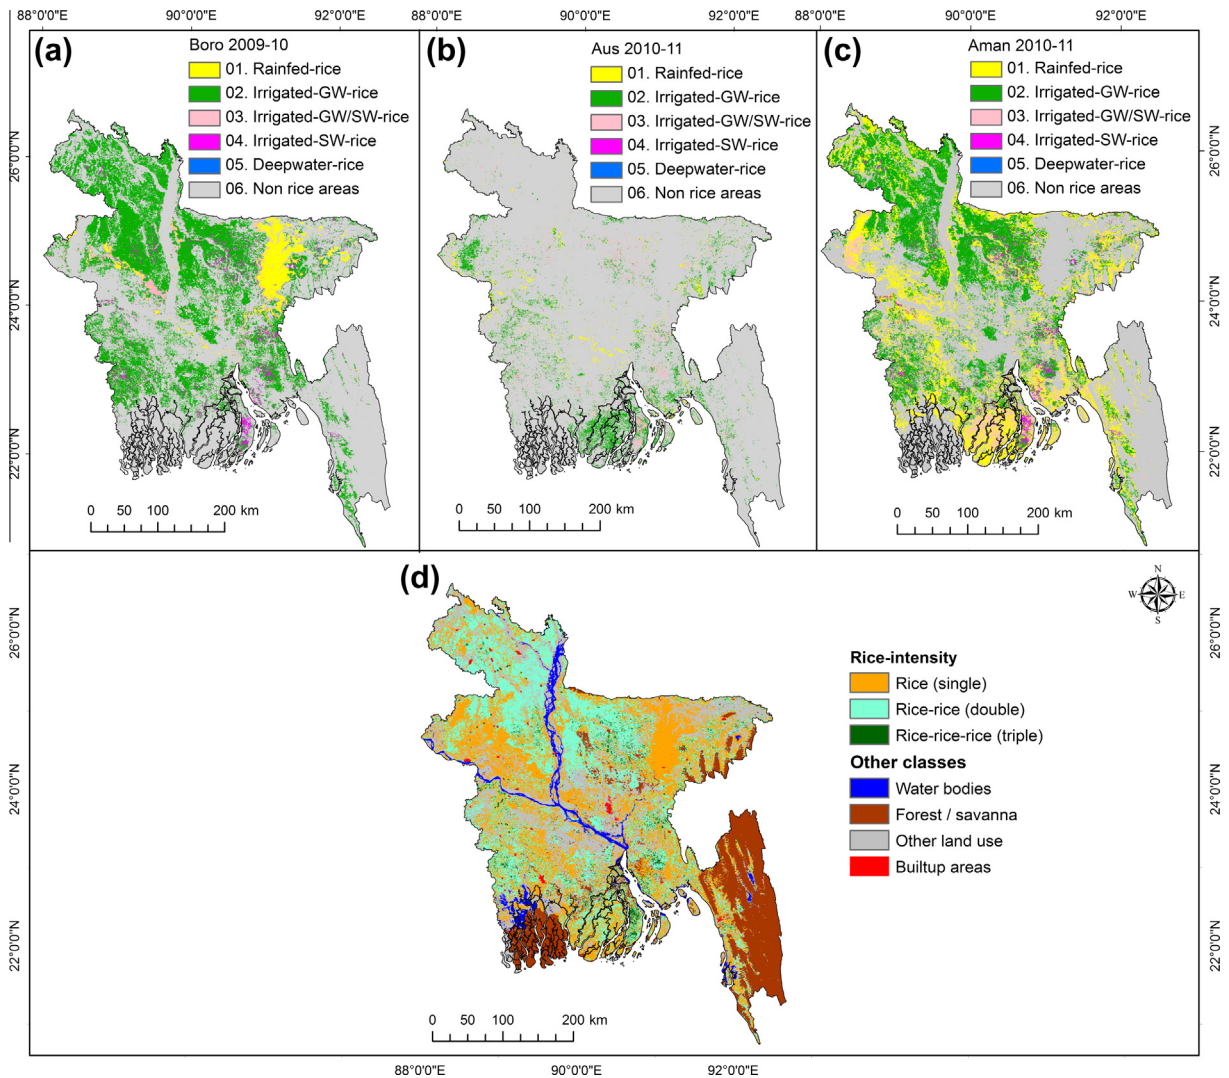 88°0'0"E 90°0'0"E 92°0'0"E 90°0'0"E 88°0'0"E 90°0'0"E 92°0'0"E
(a)
Boro 2009-10
01. Rainfed-rice
02. Irrigated-GW-rice
03. Irrigated-GW/SW-rice
04. Irrigated-SW-rice
05. Deepwater-rice
06. Non rice areas
26°0'0"N
24°0'0"N
22°0'0"N
0 50 100 200 km
(b)
Aus 2010-11
01. Rainfed-rice
02. Irrigated-GW-rice
03. Irrigated-GW/SW-rice
04. Irrigated-SW-rice
05. Deepwater-rice
06. Non rice areas
0 50 100 200 km
(c)
Aman 2010-11
01. Rainfed-rice
02. Irrigated-GW-rice
03. Irrigated-GW/SW-rice
04. Irrigated-SW-rice
05. Deepwater-rice
06. Non rice areas
0 50 100 200 km
26°0'0"N
24°0'0"N
22°0'0"N
(d)
N
W E
S
Rice-intensity
Rice (single)
Rice-rice (double)
Rice-rice-rice (triple)
Other classes
Water bodies
Forest / savanna
Other land use
Builtup areas
26°0'0"N
24°0'0"N
22°0'0"N
26°0'0"N
24°0'0"N
22°0'0"N
0 50 100 200 km
88°0'0"E 90°0'0"E 92°0'0"E